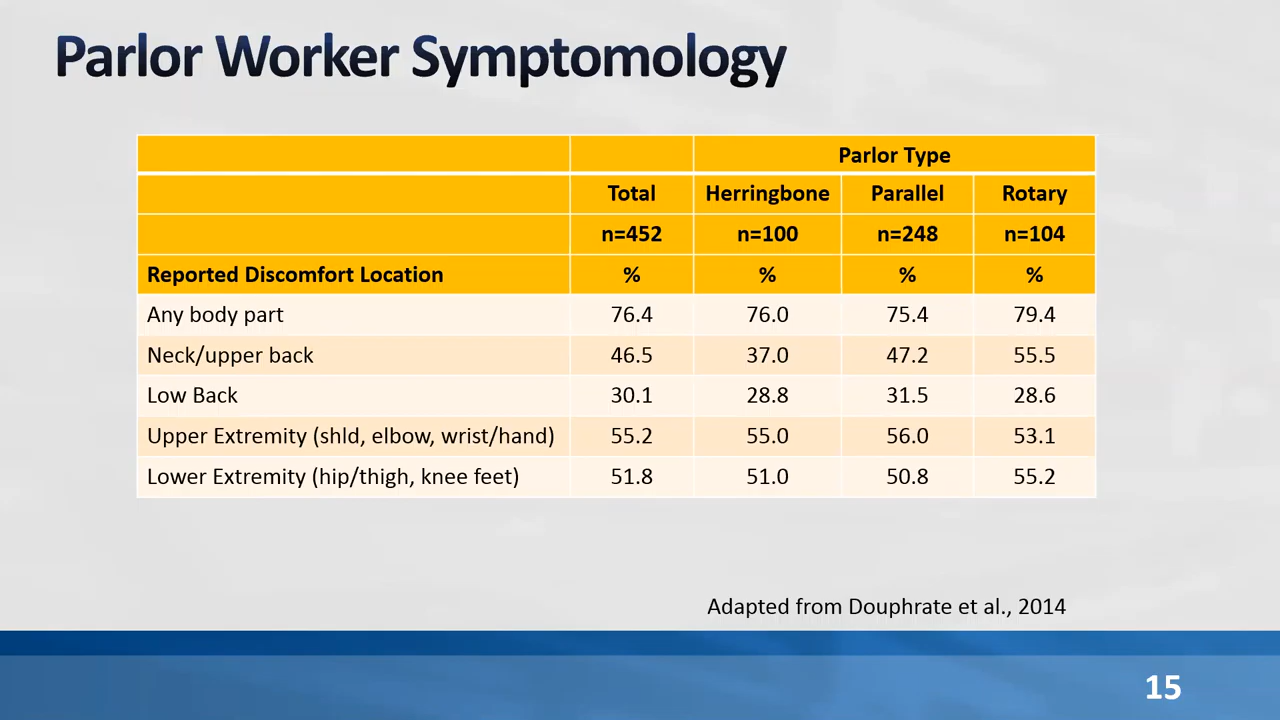 Parlor Worker Symptomology
Parlor Type
Total Herringbone Parallel Rotary
n=452 n=100 n=248 n=104
Reported Discomfort Location % % % %
Any body part 76.4 76.0 75.4 79.4
Neck/upper back 46.5 37.0 47.2 55.5
Low Back 30.1 28.8 31.5 28.6
Upper Extremity (shld, elbow, wrist/hand) 55.2 55.0 56.0 53.1
Lower Extremity (hip/thigh, knee feet) 51.8 51.0 50.8 55.2
Adapted from Douphrate et al., 2014
15